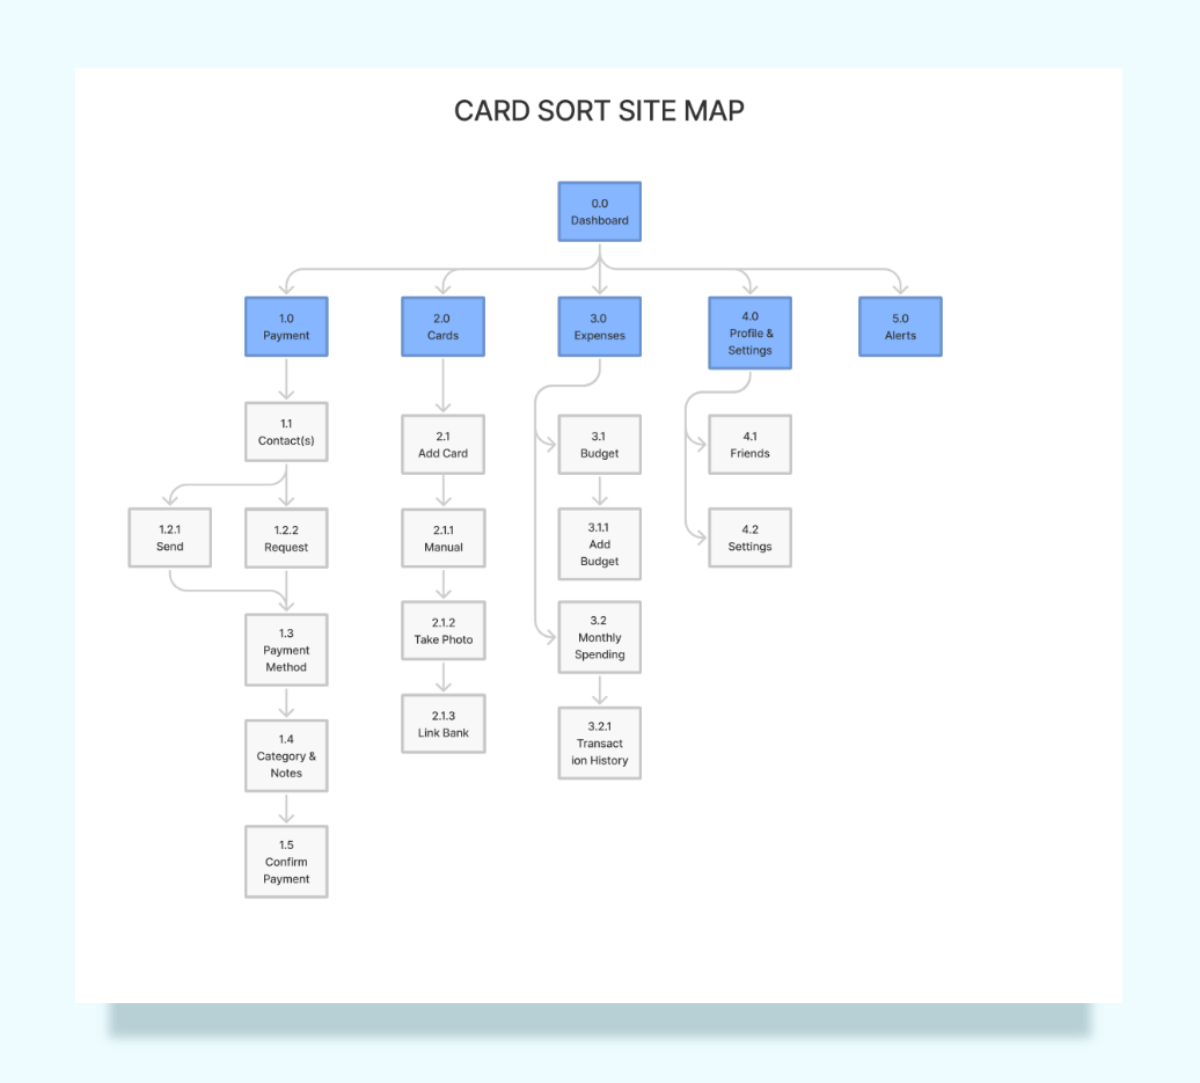 CARD SORT SITE MAP
0.0
Dashboard
1.0
Payment
2.0
Cards
3.0
Expenses
4.0
Profile &
Settings
5.0
Alerts
1.1
Contact(s)
2.1
Add Card
3.1
Budget
4.1
Friends
1.2.1
Send
1.2.2
Request
2.1.1
Manual
3.1.1
Add
Budget
4.2
Settings
1.3
Payment
Method
2.1.2
Take Photo
3.2
Monthly
Spending
1.4
Category &
Notes
2.1.3
Link Bank
3.2.1
Transact
ion History
1.5
Confirm
Payment